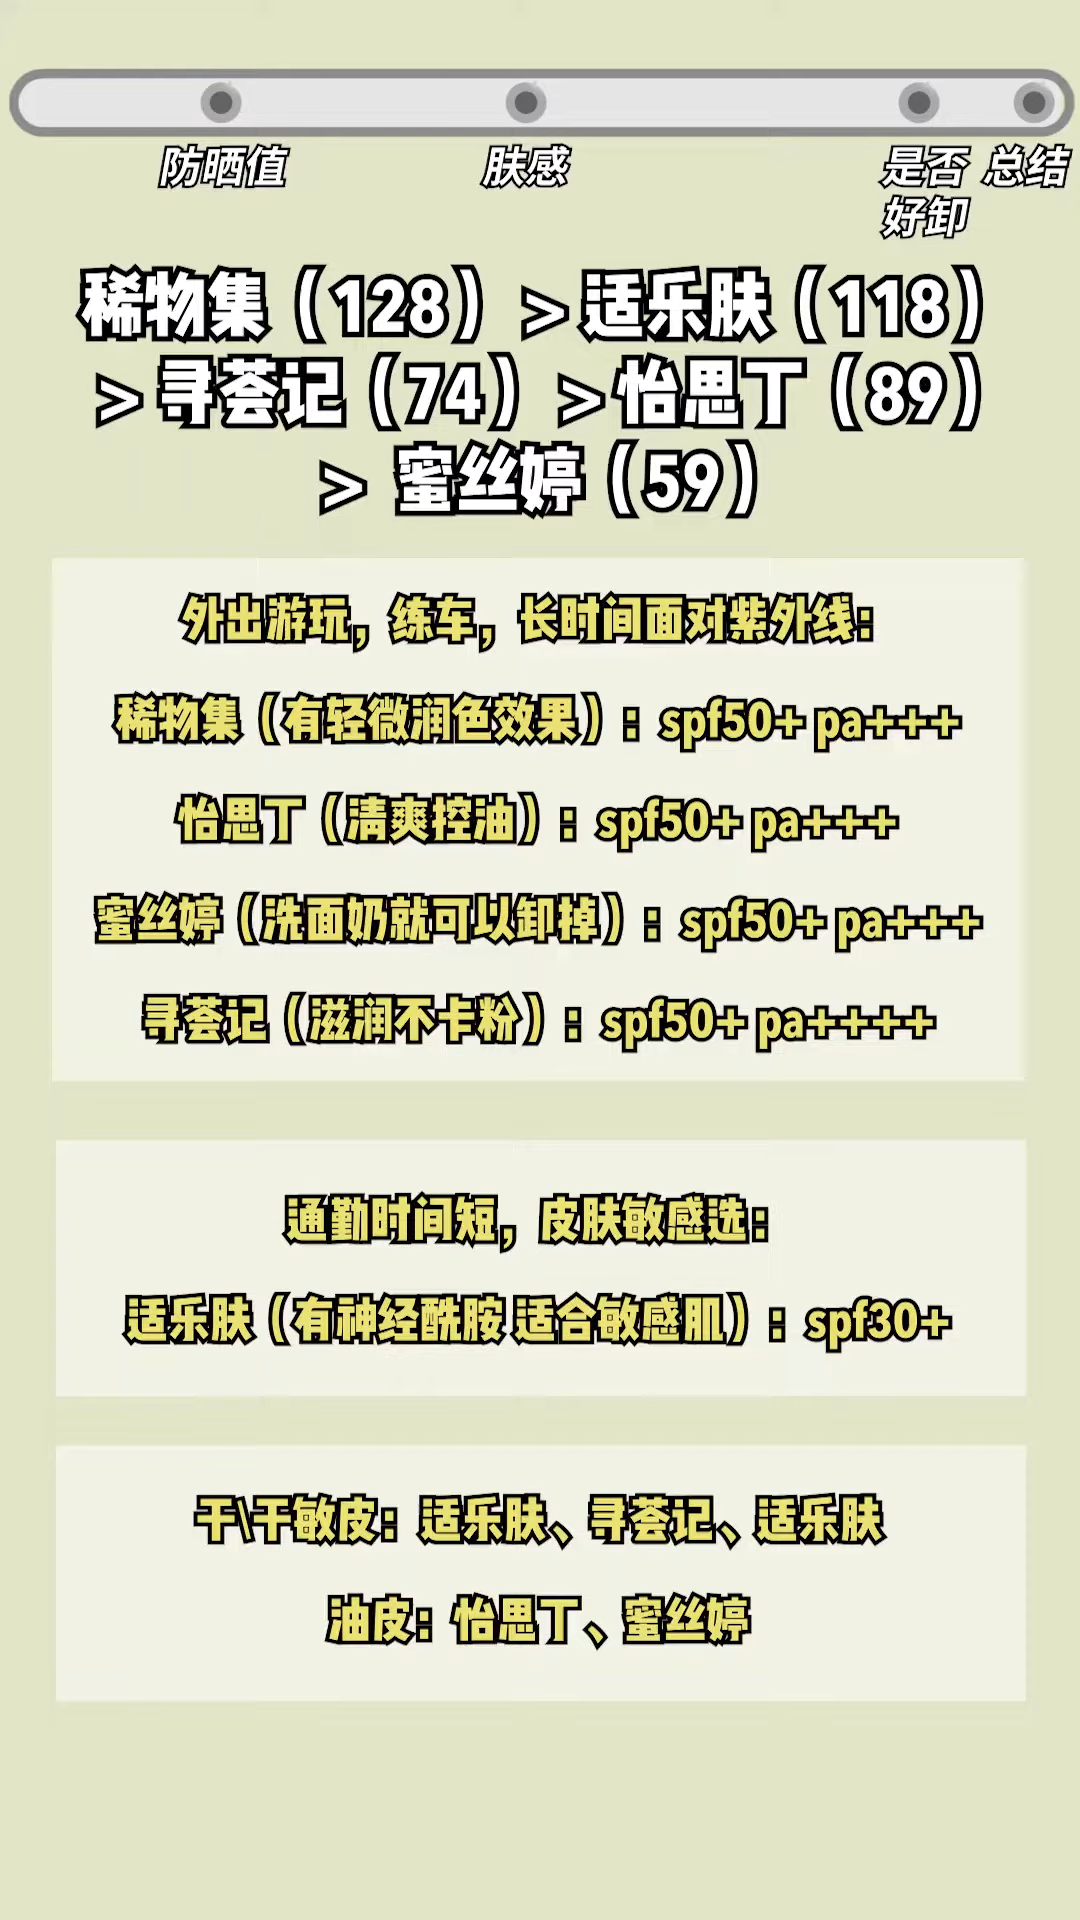 防晒值
肤感
是否
好卸
总结
稀物集（128）>适乐肤（118）
>寻荟记（74）>怡思丁（89）
> 蜜丝婷（59）
外出游玩，练车，长时间面对紫外线：
稀物集（有轻微润色效果）：spf50+ pa+++
怡思丁（清爽控油）：spf50+ pa+++
蜜丝婷（洗面奶就可以卸掉）：spf50+ pa+++
寻荟记（滋润不卡粉）：spf50+ pa++++
通勤时间短，皮肤敏感选：
适乐肤（有神经酰胺 适合敏感肌）：spf30+
干\干敏皮：适乐肤、寻荟记、适乐肤
油皮：怡思丁、蜜丝婷